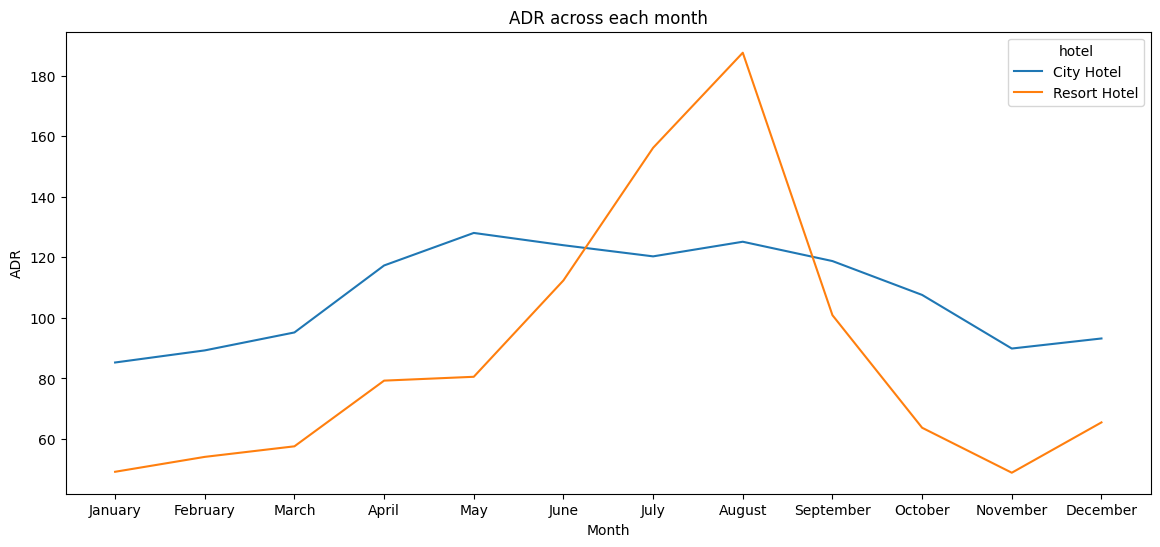 ADR across each month
hotel
City Hotel
Resort Hotel
ADR
180
160
140
120
100
80
60
January February March April May June July August September October November December
Month